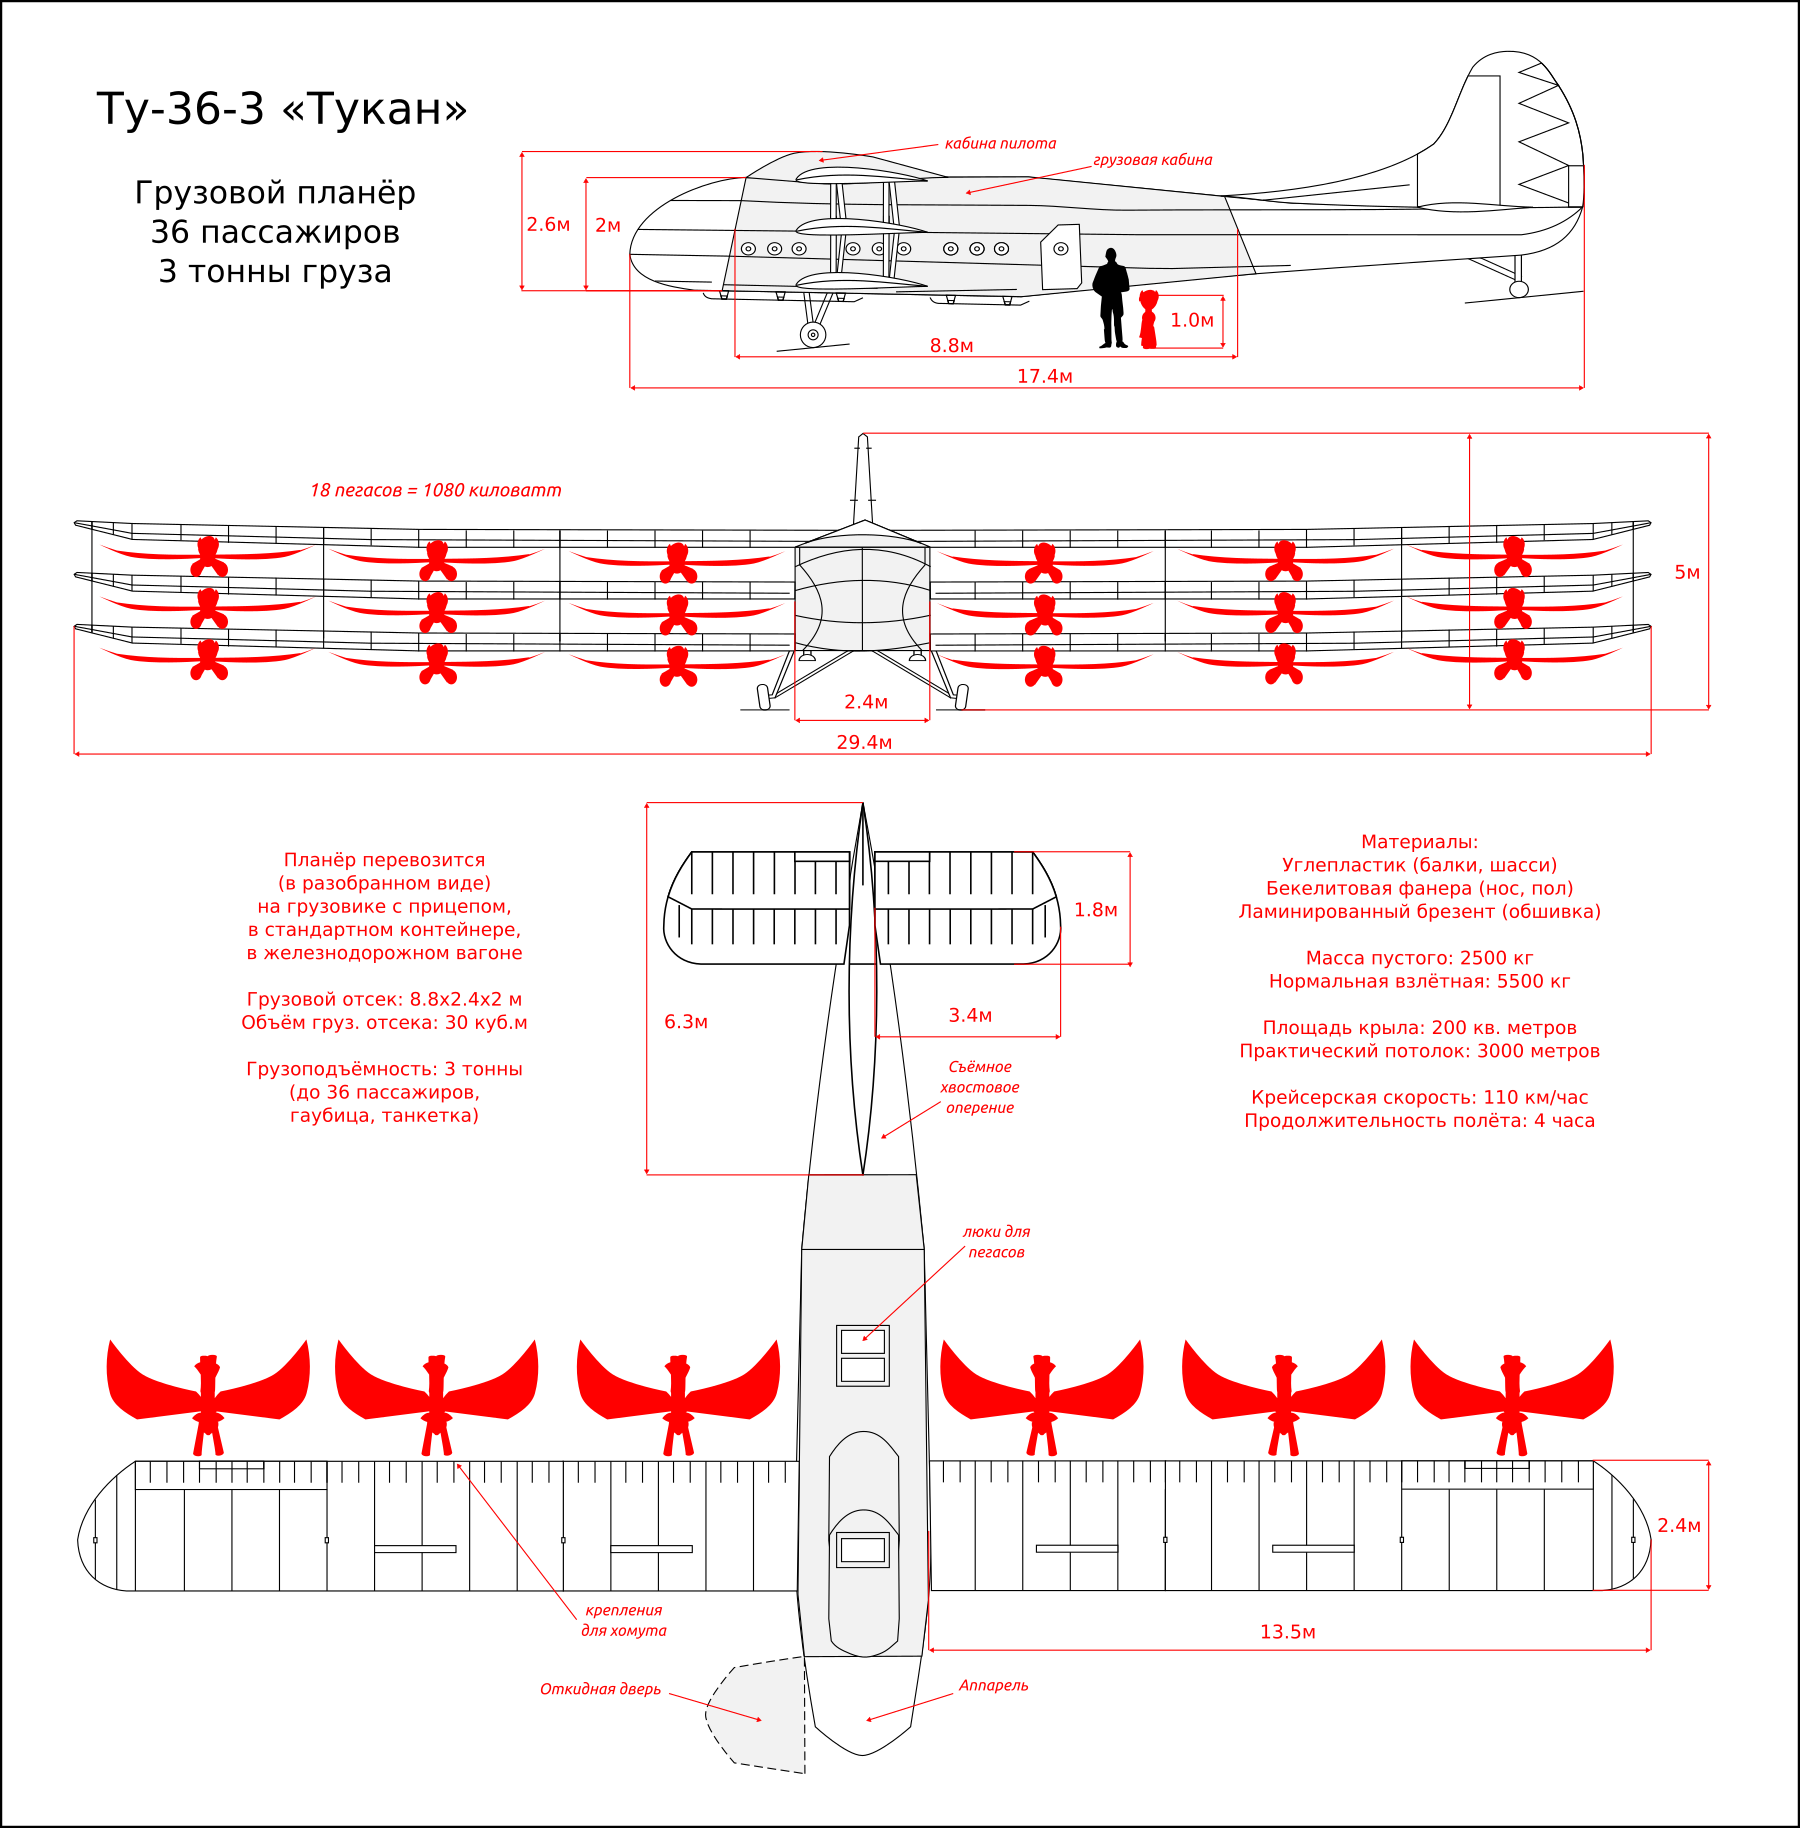 Ту-36-3 «Тукан»
Грузовой планёр
36 пассажиров
3 тонны груза
кабина пилота
грузовая кабина
2.6м
2м
1.0м
8.8м
17.4м
18 пегасов = 1080 киловатт
5м
2.4м
29.4м
Планёр перевозится
(в разобранном виде)
на грузовике с прицепом,
в стандартном контейнере,
в железнодорожном вагоне
Грузовой отсек: 8.8x2.4x2 м
Объём груз. отсека: 30 куб.м
Грузоподъёмность: 3 тонны
(до 36 пассажиров,
гаубица, танкетка)
1.8м
6.3м
3.4м
Съёмное
хвостовое
оперение
Материалы:
Углепластик (балки, шасси)
Бекелитовая фанера (нос, пол)
Ламинированный брезент (обшивка)
Масса пустого: 2500 кг
Нормальная взлётная: 5500 кг
Площадь крыла: 200 кв. метров
Практический потолок: 3000 метров
Крейсерская скорость: 110 км/час
Продолжительность полёта: 4 часа
люки для
пегасов
2.4м
крепления
для хомута
13.5м
Откидная дверь
Аппарель